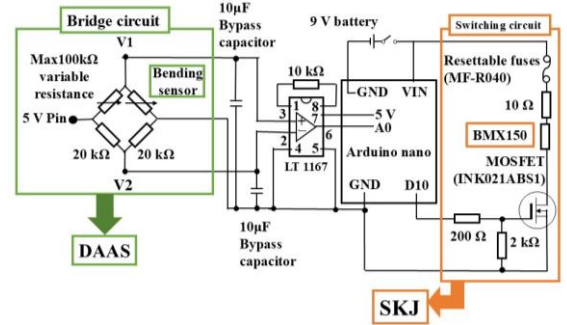 Bridge circuit
10μF
Bypass
capacitor
9 V battery
Switching circuit
V1
Max100kΩ
variable
resistance
Bending
sensor
10 kΩ
Resettable fuses
(MF-R040)
GND
VIN
5 V Pin
1
8
3
7
5 V
A0
6
2
4
5
LT 1167
Arduino nano
10 Ω
BMX150
MOSFET
(INK021ABS1)
20 kΩ
20 kΩ
V2
GND
D10
10μF
Bypass
capacitor
200 Ω
2 kΩ
DAAS
SKJ